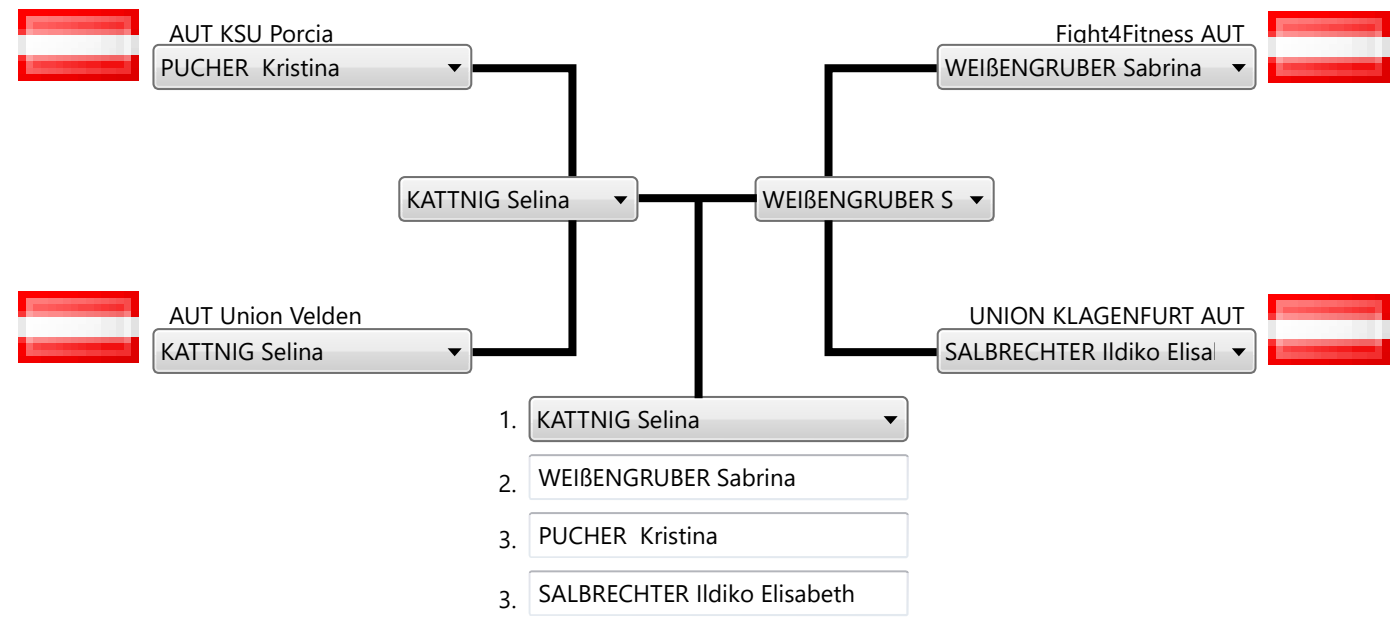 AUT KSU Porcia
PUCHER  Kristina
Fight4Fitness AUT
WEIßENGRUBER Sabrina
KATTNIG Selina
WEIßENGRUBER S
AUT Union Velden
KATTNIG Selina
UNION KLAGENFURT AUT
SALBRECHTER Ildiko Elisal
1. KATTNIG Selina
2. WEIßENGRUBER Sabrina
3. PUCHER  Kristina
3. SALBRECHTER Ildiko Elisabeth